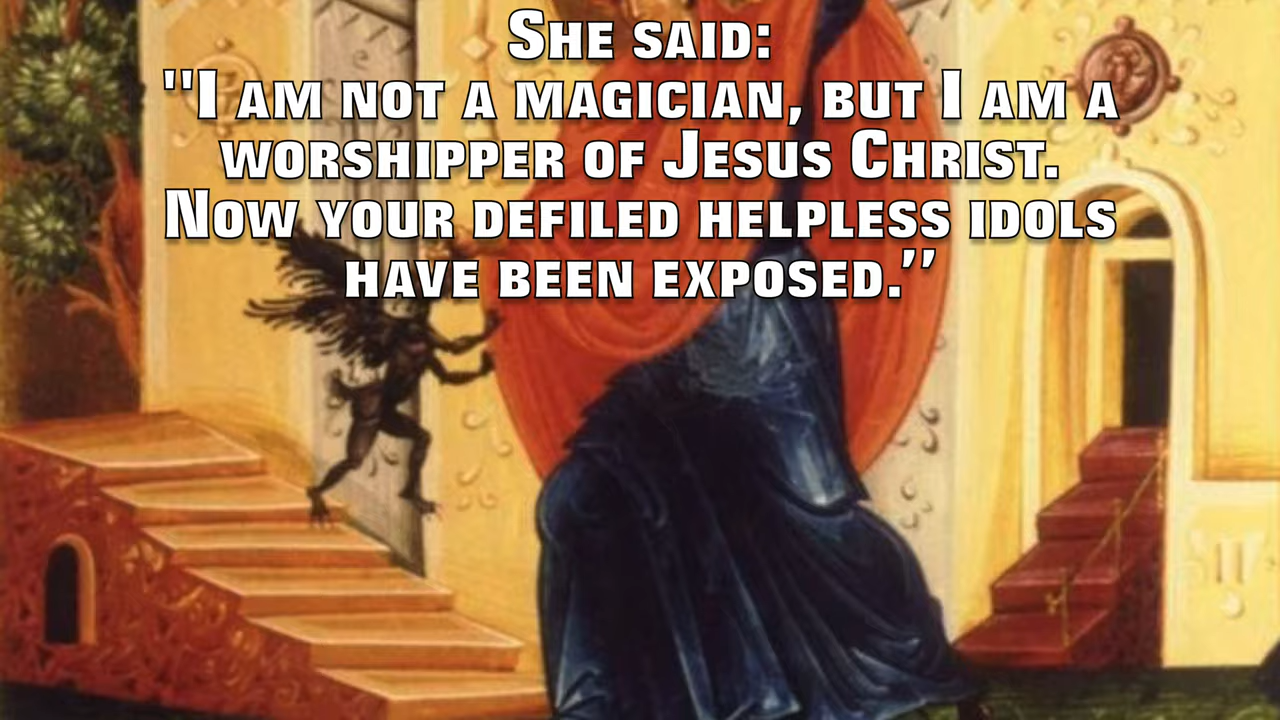 She said:
"I am not a magician, but I am a
worshipper of Jesus Christ.
Now your defiled helpless idols
have been exposed.’’